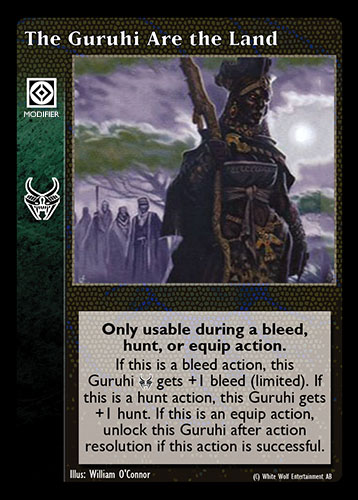 The Guruhi Are the Land
MODIFIER
Only usable during a bleed,
hunt, or equip action.
If this is a bleed action, this
Guruhi gets +1 bleed (limited). If
this is a hunt action, this Guruhi gets
+1 hunt. If this is an equip action,
unlock this Guruhi after action
resolution if this action is successful.
Illus: William O'Connor
(C) White Wolf Entertainment AB